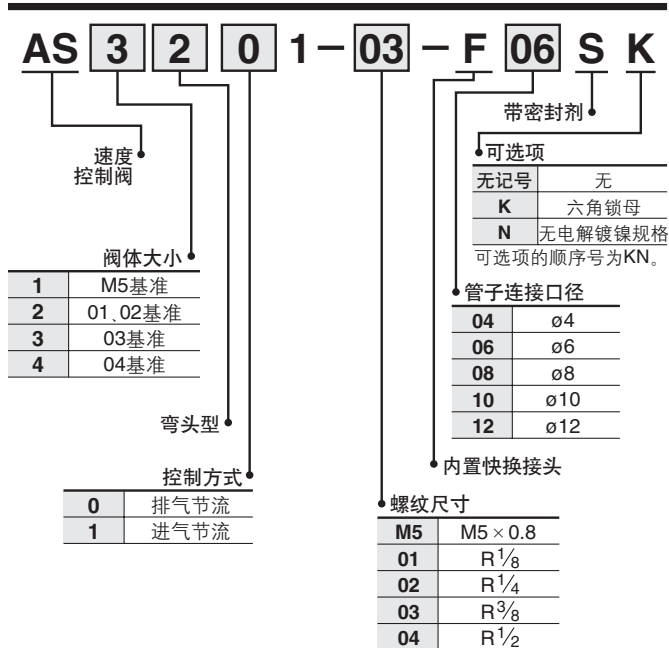 AS 3 2 0 1－03－F 06 S K
带密封剂
可选项
无记号 无
K 六角锁母
N 无电解镀镍规格
可选项的顺序号为KN。
速度
控制阀
阀体大小
1 M5基准
2 01、02基准
3 03基准
4 04基准
管子连接口径
04 ø4
06 ø6
08 ø8
10 ø10
12 ø12
弯头型
内置快换接头
控制方式
0 排气节流
1 进气节流
螺纹尺寸
M5 M5×0.8
01 R1/8
02 R1/4
03 R3/8
04 R1/2